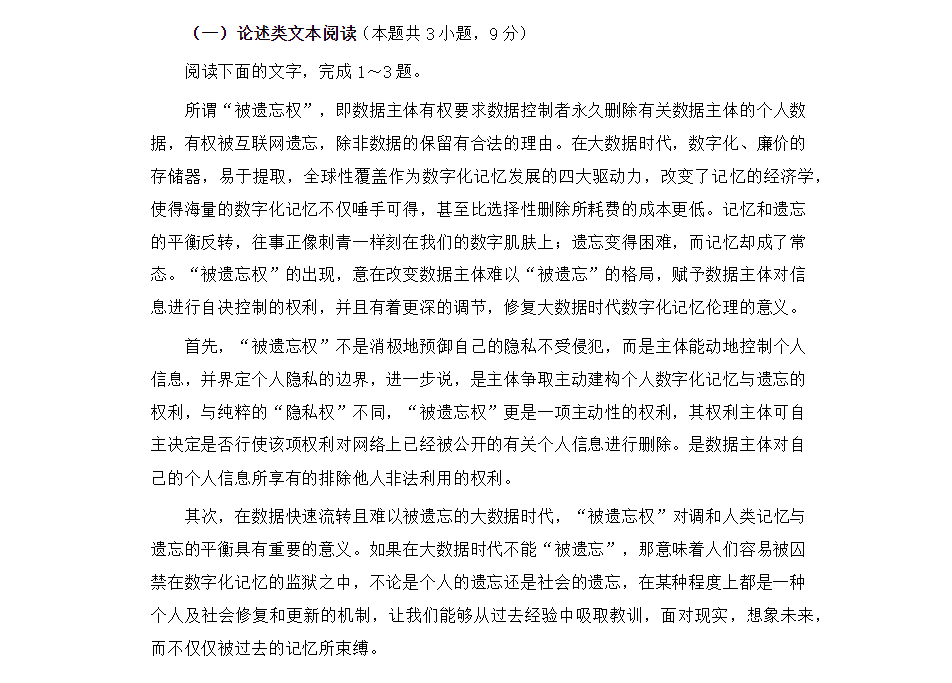 （一）论述类文本阅读（本题共 3 小题，9 分）
阅读下面的文字，完成 1～3 题。
所谓“被遗忘权”，即数据主体有权要求数据控制者永久删除有关数据主体的个人数
据，有权被互联网遗忘，除非数据的保留有合法的理由。在大数据时代，数字化、廉价的
存储器，易于提取，全球性覆盖作为数字化记忆发展的四大驱动力，改变了记忆的经济学，
使得海量的数字化记忆不仅唾手可得，甚至比选择性删除所耗费的成本更低。记忆和遗忘
的平衡反转，往事正像刺青一样刻在我们的数字肌肤上；遗忘变得困难，而记忆却成了常
态。“被遗忘权”的出现，意在改变数据主体难以“被遗忘”的格局，赋予数据主体对信
息进行自决控制的权利，并且有着更深的调节，修复大数据时代数字化记忆伦理的意义。
首先，“被遗忘权”不是消极地预御自己的隐私不受侵犯，而是主体能动地控制个人
信息，并界定个人隐私的边界，进一步说，是主体争取主动建构个人数字化记忆与遗忘的
权利，与纯粹的“隐私权”不同，“被遗忘权”更是一项主动性的权利，其权利主体可自
主决定是否行使该项权利对网络上已经被公开的有关个人信息进行删除。是数据主体对自
己的个人信息所享有的排除他人非法利用的权利。
其次，在数据快速流转且难以被遗忘的大数据时代，“被遗忘权”对调和人类记忆与
遗忘的平衡具有重要的意义。如果在大数据时代不能“被遗忘”，那意味着人们容易被囚
禁在数字化记忆的监狱之中，不论是个人的遗忘还是社会的遗忘，在某种程度上都是一种
个人及社会修复和更新的机制，让我们能够从过去经验中吸取教训，面对现实，想象未来，
而不仅仅被过去的记忆所束缚。